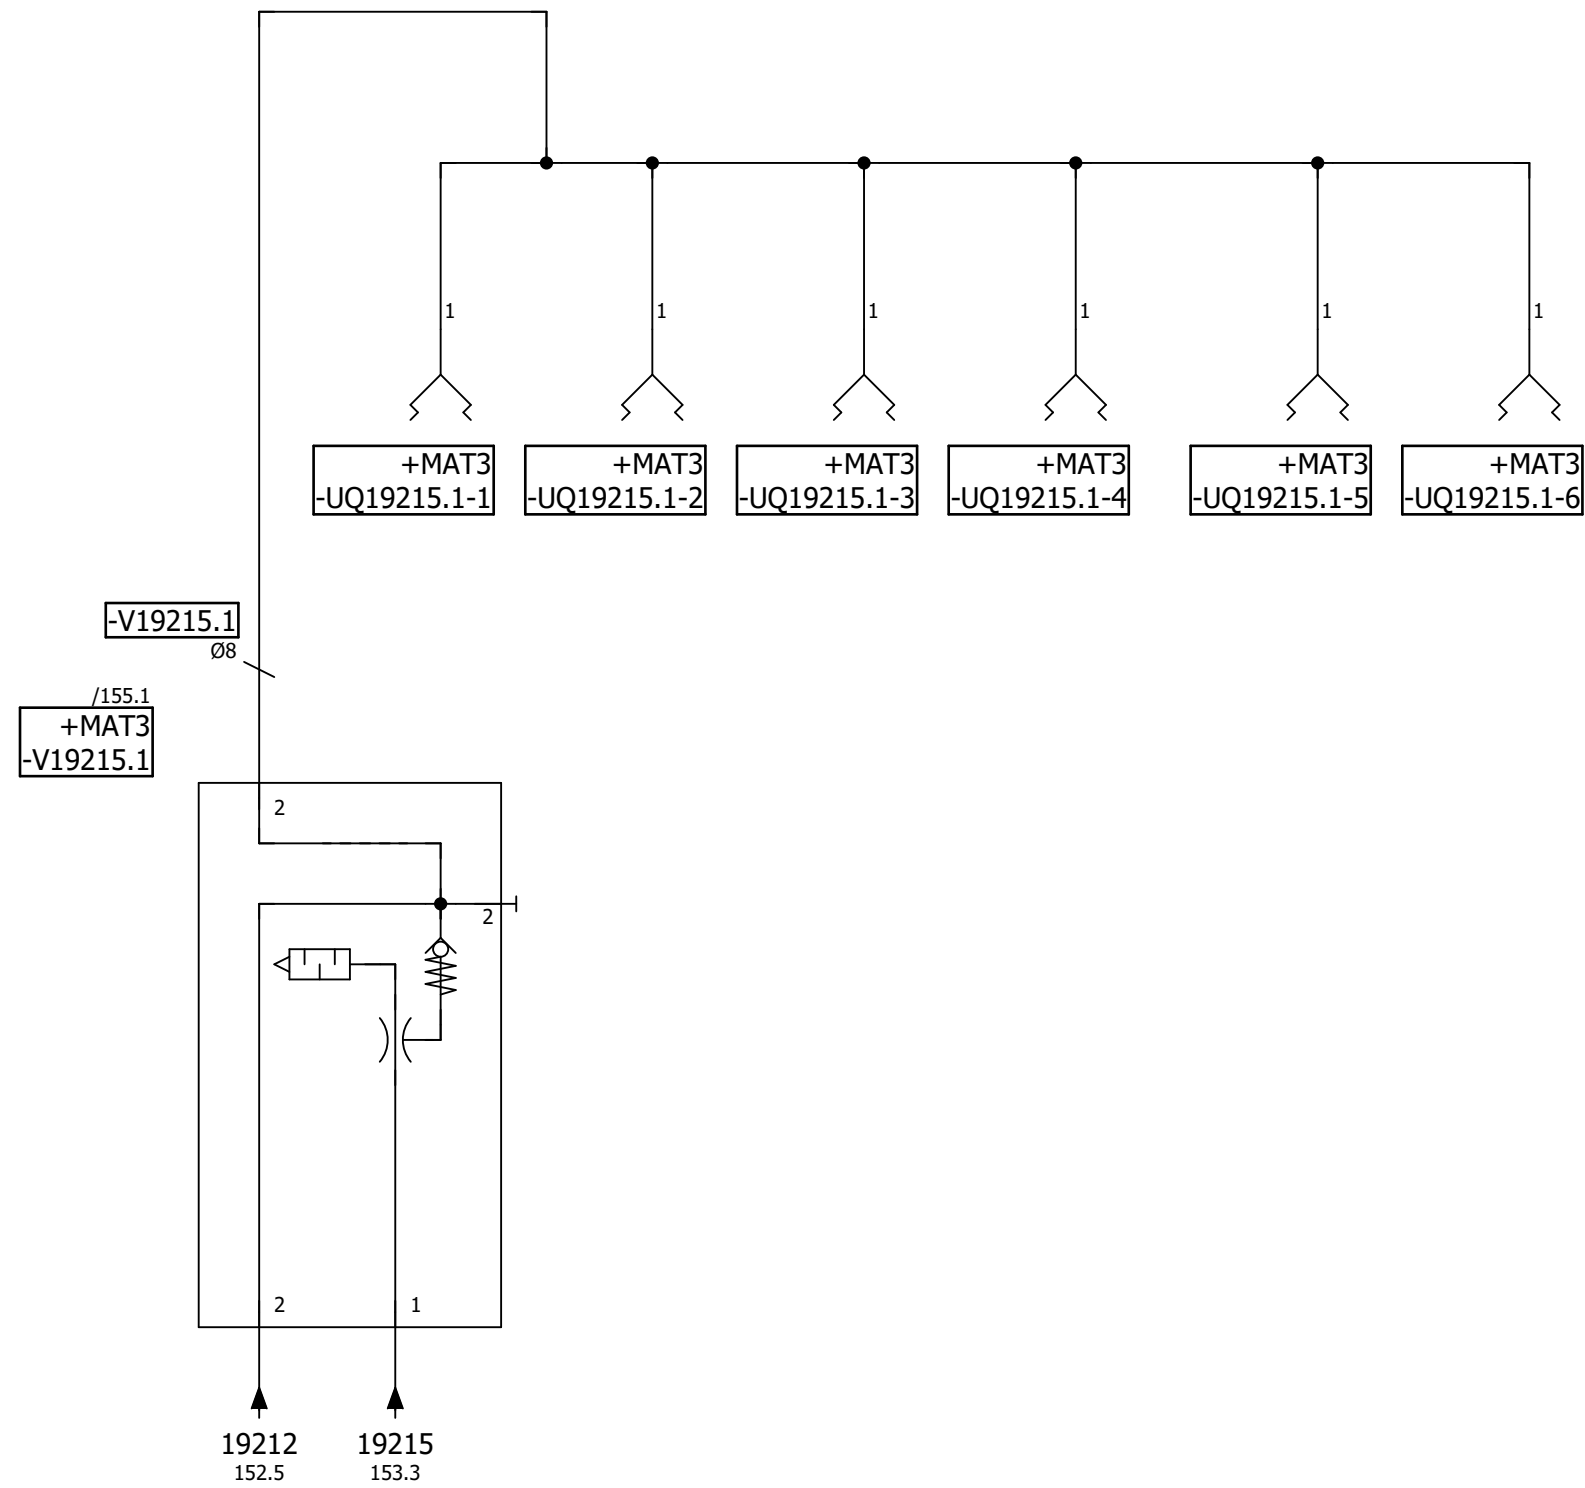 1
1
1
1
1
1
+MAT3
-UQ19215.1-1
+MAT3
-UQ19215.1-2
+MAT3
-UQ19215.1-3
+MAT3
-UQ19215.1-4
+MAT3
-UQ19215.1-5
+MAT3
-UQ19215.1-6
-V19215.1
Ø8
/155.1
+MAT3
-V19215.1
2
2
2
1
19212
152.5
19215
153.3